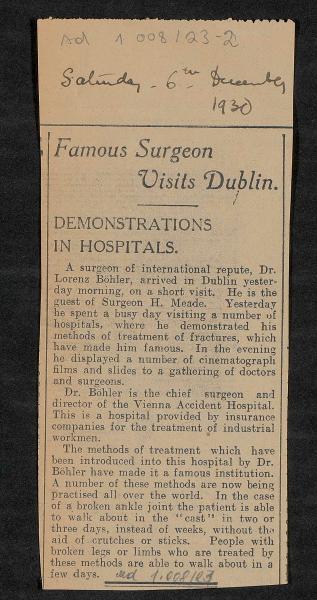 ad 1 008/23-2
Saturday - 6th December
1930
Famous Surgeon
Visits Dublin.
DEMONSTRATIONS
IN HOSPITALS.
A surgeon of international repute, Dr.
Lorenz Böhler, arrived in Dublin yester-
day morning, on a short visit. He is the
guest of Surgeon H. Meade. Yesterday
he spent a busy day visiting a number of
hospitals, where he demonstrated his
methods of treatment of fractures, which
have made him famous. In the evening
he displayed a number of cinematograph
films and slides to a gathering of doctors
and surgeons.
Dr. Böhler is the chief surgeon and
director of the Vienna Accident Hospital.
This is a hospital provided by insurance
companies for the treatment of industrial
workmen.
The methods of treatment which have
been introduced into this hospital by Dr.
Böhler have made it a famous institution.
A number of these methods are now being
practised all over the world. In the case
of a broken ankle joint the patient is able
to walk about in the "cast" in two or
three days, instead of weeks, without the
aid of crutches or sticks. People with
broken legs or limbs who are treated by
these methods are able to walk about in a
few days. ad 1.008/23